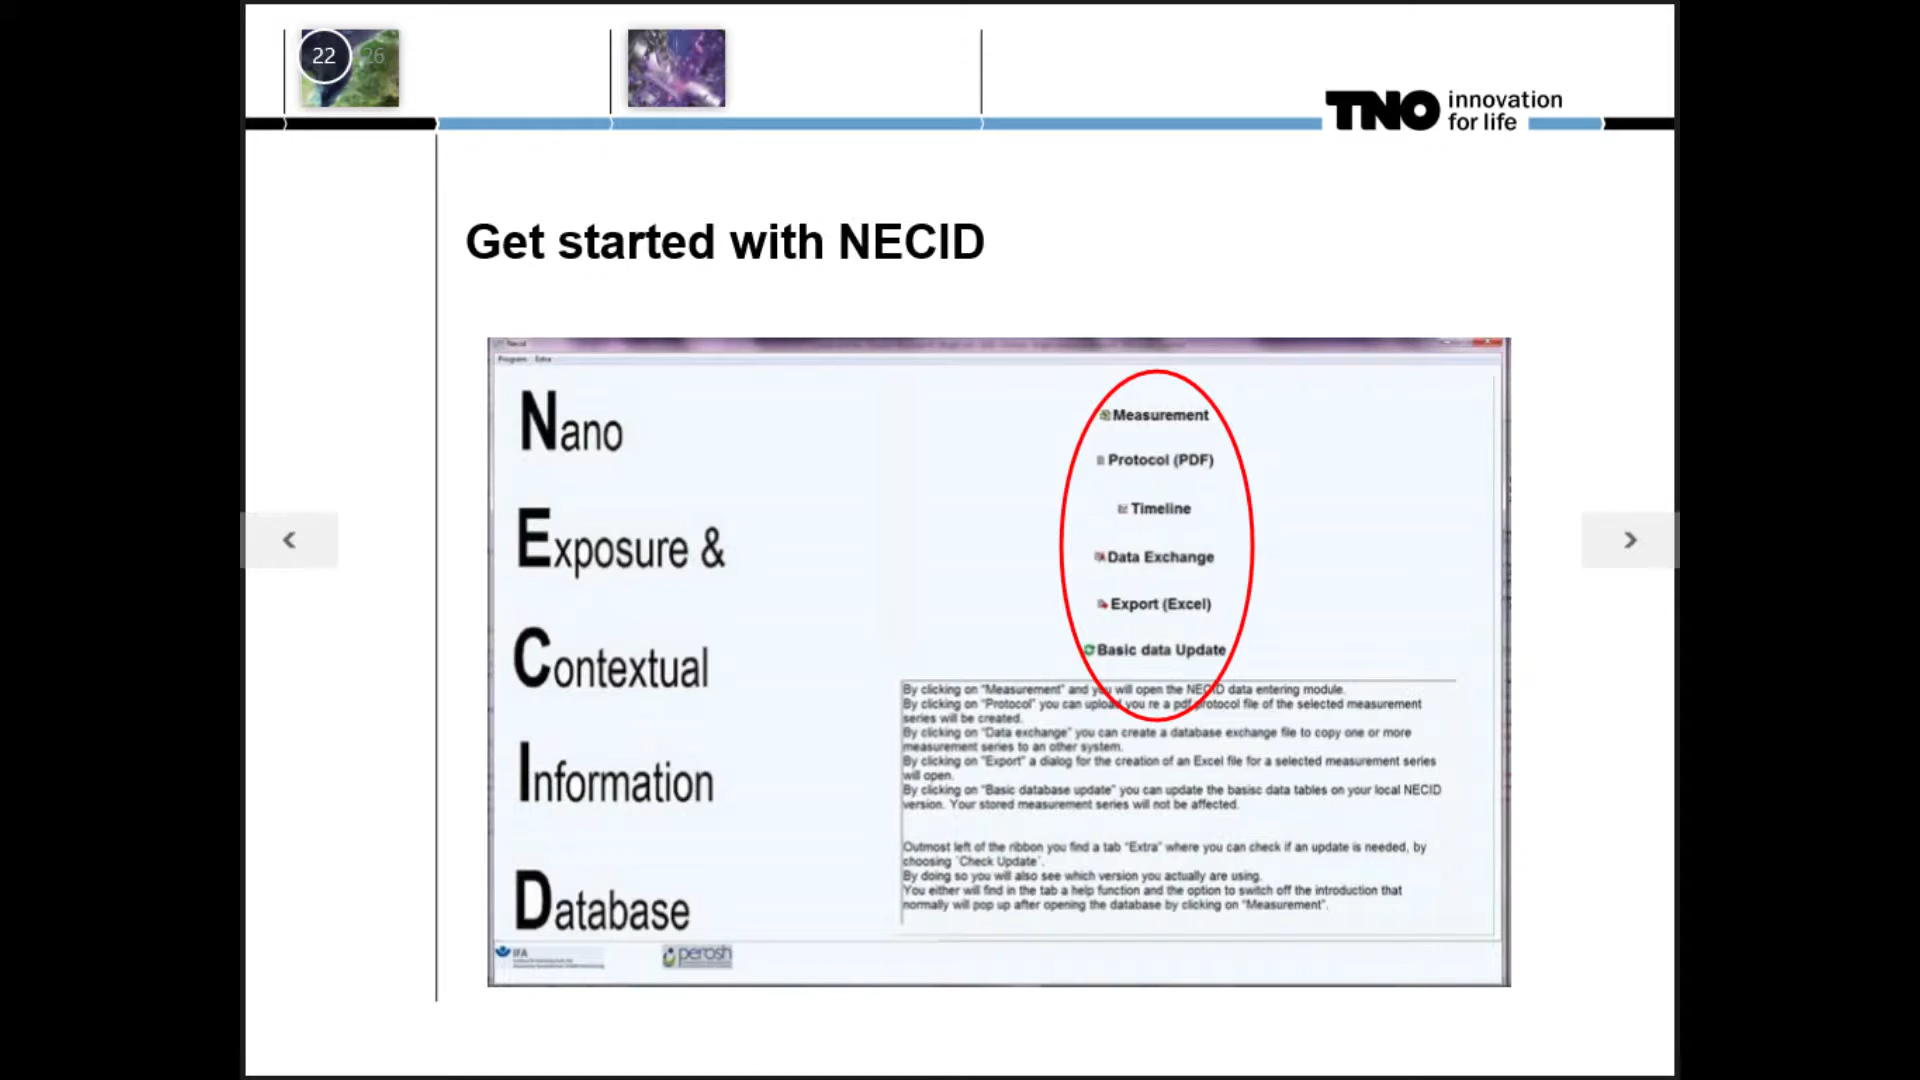 22 26
TNO innovation
for life
Get started with NECID
Necid
Program Extra
Nano
Exposure &
Contextual
Information
Database
Measurement
Protocol (PDF)
Timeline
Data Exchange
Export (Excel)
Basic data Update
By clicking on "Measurement" and you will open the NECID data entering module.
By clicking on "Protocol" you can upload you re a pdf protocol file of the selected measurement
series will be created.
By clicking on "Data exchange" you can create a database exchange file to copy one or more
measurement series to an other system.
By clicking on "Export" a dialog for the creation of an Excel file for a selected measurement series
will open.
By clicking on "Basic database update" you can update the basisc data tables on your local NECID
version. Your stored measurement series will not be affected.
Outmost left of the ribbon you find a tab "Extra" where you can check if an update is needed, by
choosing `Check Update´.
By doing so you will also see which version you actually are using.
You either will find in the tab a help function and the option to switch off the introduction that
normally will pop up after opening the database by clicking on "Measurement".
IFA
perosh